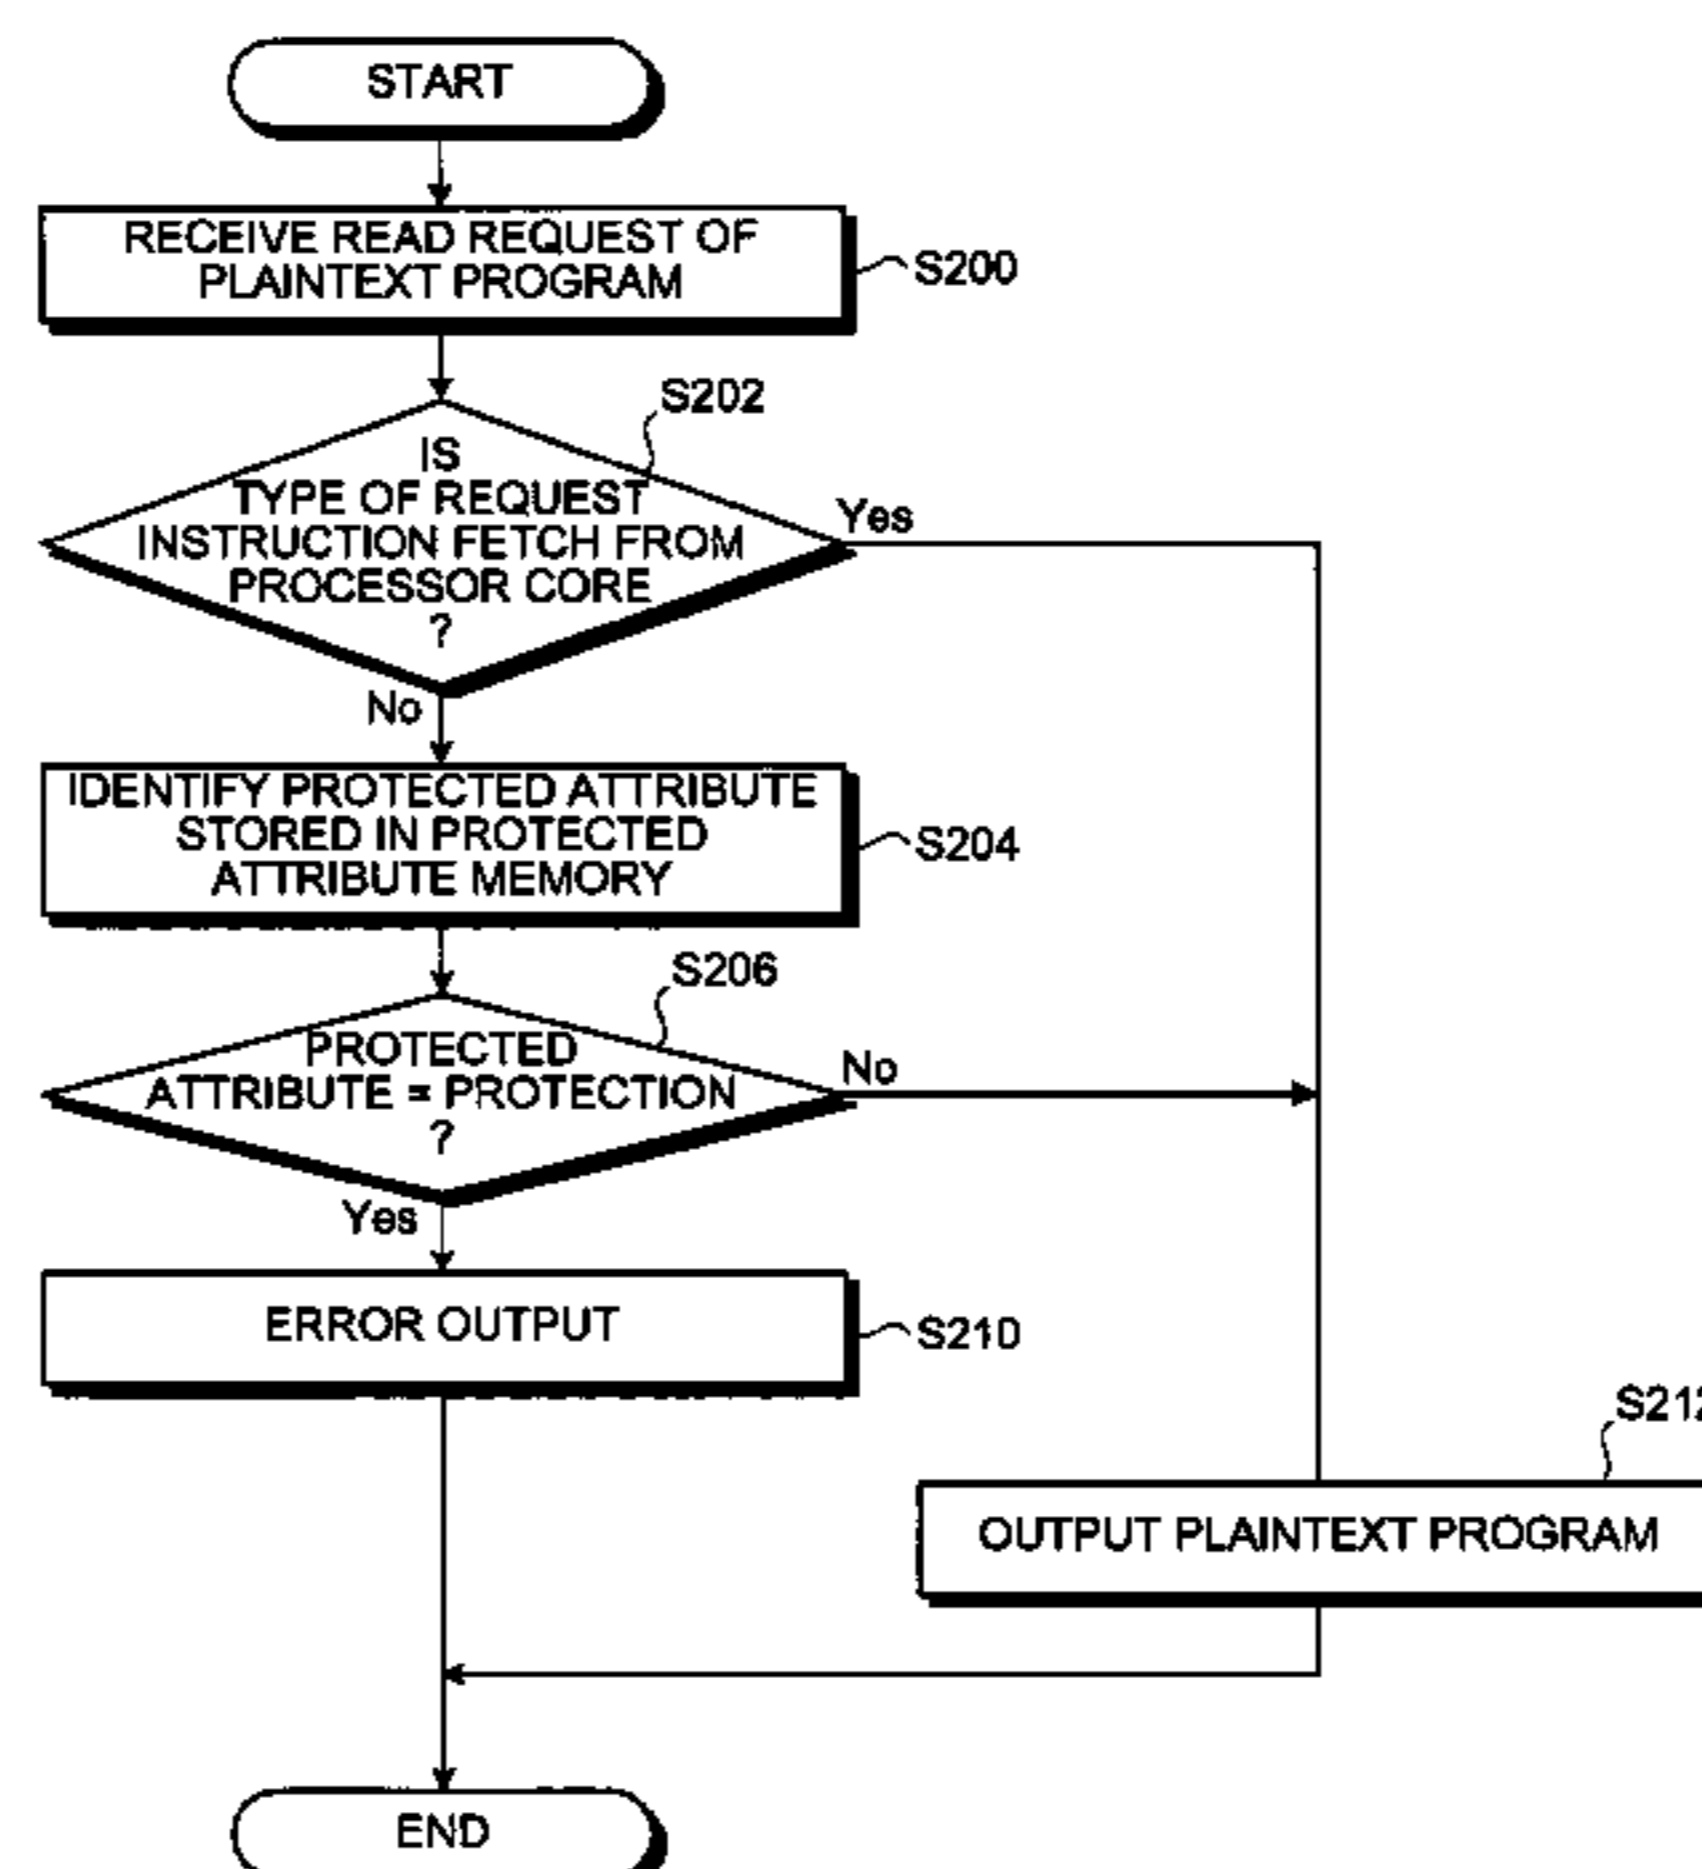 START
RECEIVE READ REQUEST OF
PLAINTEXT PROGRAM
S200
S202
IS
TYPE OF REQUEST
INSTRUCTION FETCH FROM
PROCESSOR CORE
?
Yes
No
IDENTIFY PROTECTED ATTRIBUTE
STORED IN PROTECTED
ATTRIBUTE MEMORY
S204
S206
PROTECTED
ATTRIBUTE = PROTECTION
?
No
Yes
ERROR OUTPUT
S210
S212
OUTPUT PLAINTEXT PROGRAM
END